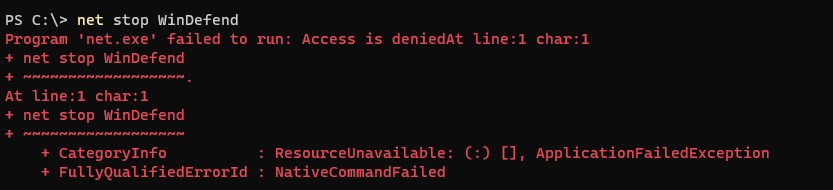 PS C:\> net stop WinDefend
Program 'net.exe' failed to run: Access is deniedAt line:1 char:1
+ net stop WinDefend
+ ~~~~~~~~~~~~~~~~~~.
At line:1 char:1
+ net stop WinDefend
+ ~~~~~~~~~~~~~~~~~~
    + CategoryInfo          : ResourceUnavailable: (:) [], ApplicationFailedException
    + FullyQualifiedErrorId : NativeCommandFailed